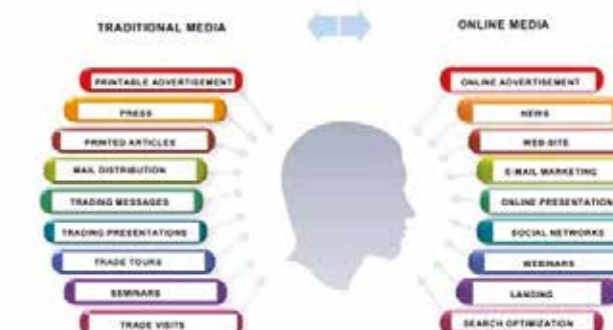 TRADITIONAL MEDIA
PRINTABLE ADVERTISEMENT
PRESS
PRINTED ARTICLES
MAIL DISTRIBUTION
TRADING MESSAGES
TRADING PRESENTATIONS
TRADE TOURS
SEMINARS
TRADE VISITS
ONLINE MEDIA
ONLINE ADVERTISEMENT
NEWS
WEB-SITE
E-MAIL MARKETING
ONLINE PRESENTATION
SOCIAL NETWORKS
WEBINARS
LANDING
SEARCH OPTIMIZATION